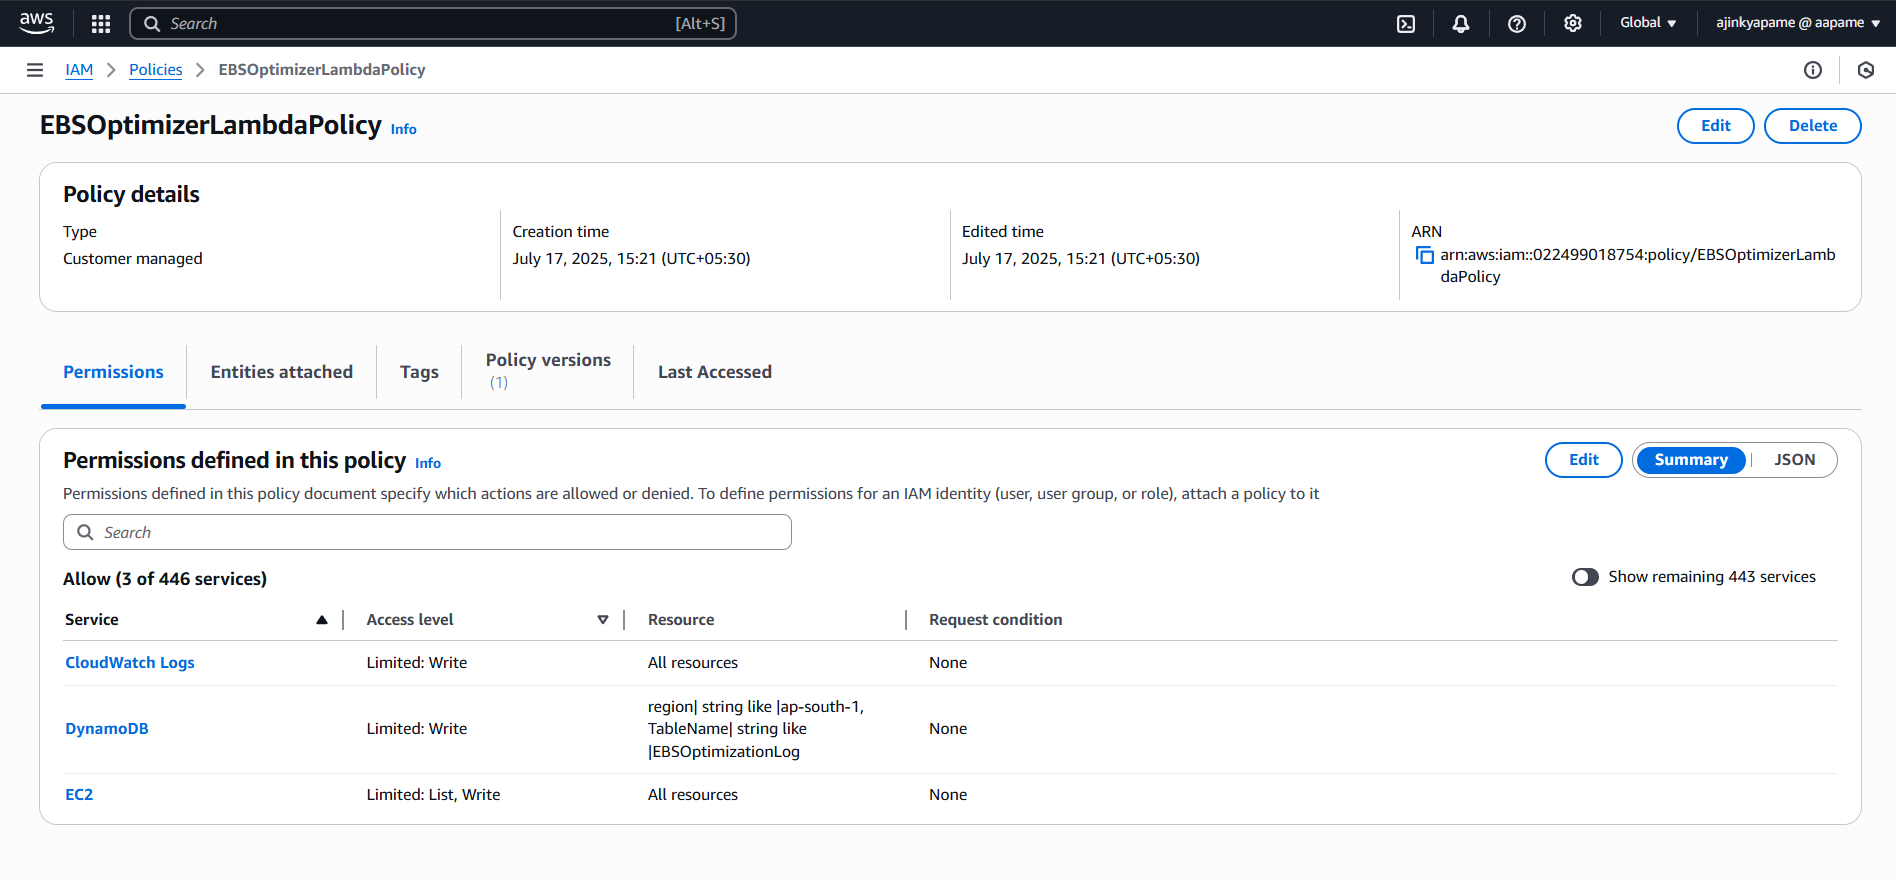 aws
Search
[Alt+S]
Global
ajinkyapame @ aapame
IAM
Policies
EBSOptimizerLambdaPolicy
EBSOptimizerLambdaPolicy Info
Edit
Delete
Policy details
Type
Customer managed
Creation time
July 17, 2025, 15:21 (UTC+05:30)
Edited time
July 17, 2025, 15:21 (UTC+05:30)
ARN
arn:aws:iam::022499018754:policy/EBSOptimizerLamb
daPolicy
Permissions
Entities attached
Tags
Policy versions
(1)
Last Accessed
Permissions defined in this policy Info
Edit
Summary
JSON
Permissions defined in this policy document specify which actions are allowed or denied. To define permissions for an IAM identity (user, user group, or role), attach a policy to it
Search
Allow (3 of 446 services)
Show remaining 443 services
Service
Access level
Resource
Request condition
CloudWatch Logs
Limited: Write
All resources
None
DynamoDB
Limited: Write
region| string like |ap-south-1,
TableName| string like
|EBSOptimizationLog
None
EC2
Limited: List, Write
All resources
None